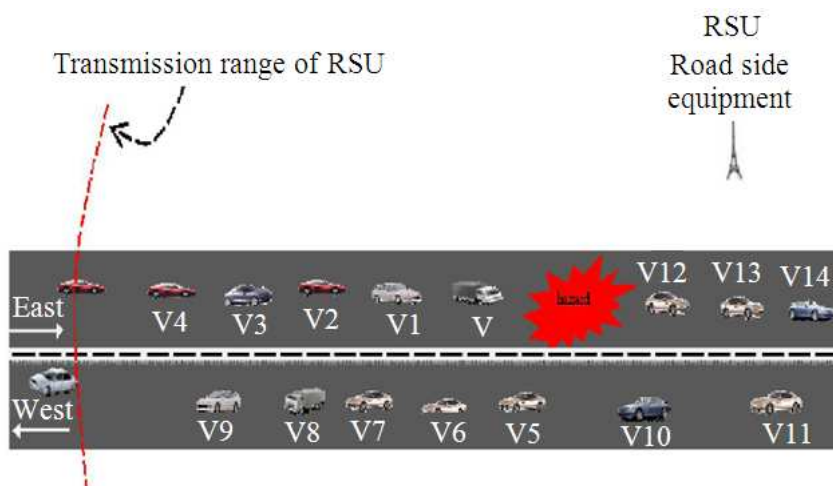 RSU
Road side
equipment
Transmission range of RSU
V12 V13 V14
East V4 V3 V2 V1 V
hazard
West V9 V8 V7 V6 V5 V10 V11